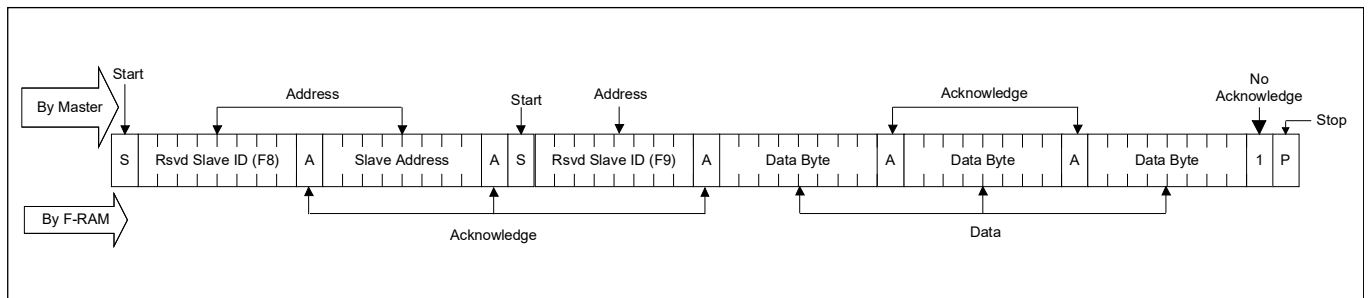 Start
Address
Start
Address
Acknowledge
No
Acknowledge
Stop
By Master
S
Rsvd Slave ID (F8)
A
Slave Address
A
S
Rsvd Slave ID (F9)
A
Data Byte
A
Data Byte
A
Data Byte
1
P
By F-RAM
Acknowledge
Data